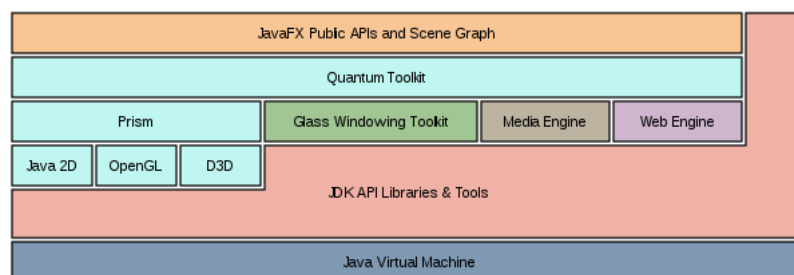 JavaFX Pubic APIs and Scene Graph
Quantum Toolkit
Prism
Glass Windowing Toolkit
Media Engine
Web Engine
Java 2D
OpenGL
D3D
JDK API Libraries & Tools
Java Virtual Machine